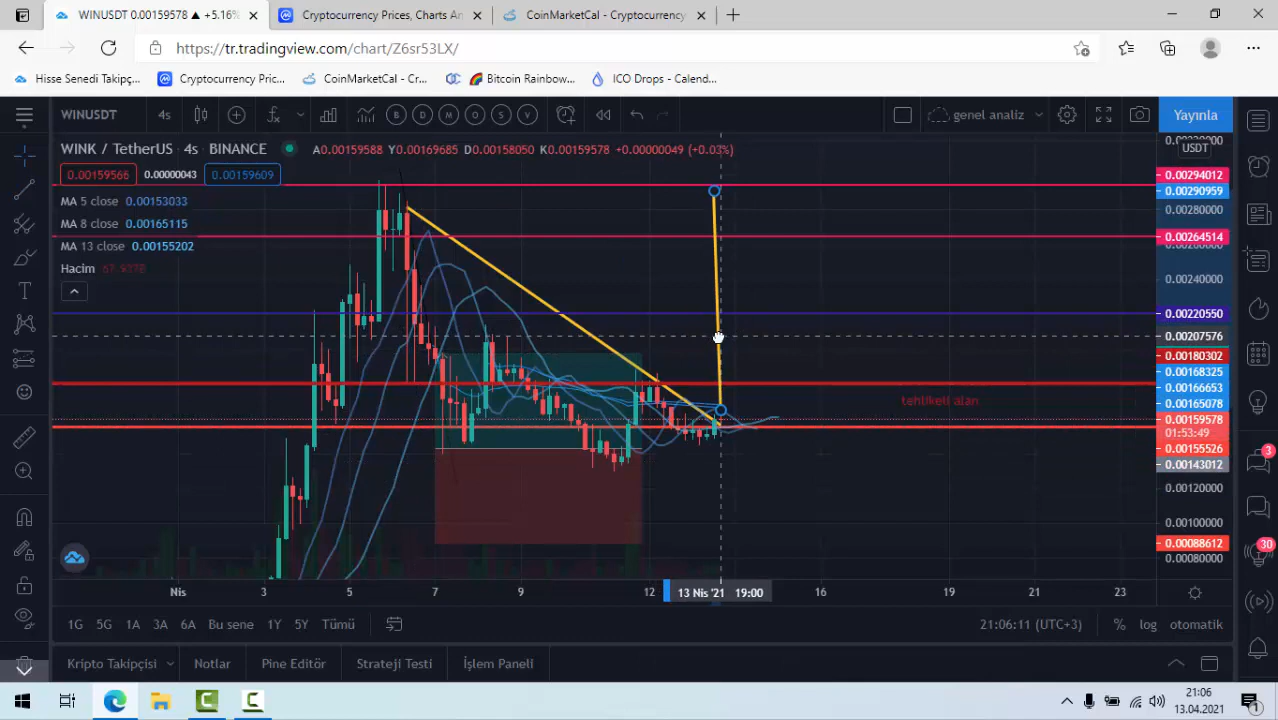 WINUSDT 0.00159578 ▲ +5.16%
Cryptocurrency Prices, Charts An
CoinMarketCal - Cryptocurrency
https://tr.tradingview.com/chart/Z6sr53LX/
Hisse Senedi Takipç...
Cryptocurrency Pric...
CoinMarketCal - Cr...
Bitcoin Rainbow...
ICO Drops - Calend...
WINUSDT
4s
B D M O S V
genel analiz
Yayınla
WINK / TetherUS 4s BINANCE
A0.00159588 Y0.00169685 D0.00158050 K0.00159578 +0.00000049 (+0.03%)
USDT
0.00159566 0.00000043 0.00159609
MA 5 close 0.00153033
MA 8 close 0.00165115
MA 13 close 0.00155202
Hacim 67.937B
0.00294012
0.00290959
0.00280000
0.00264514
0.00240000
0.00220550
0.00207576
0.00180302
0.00168325
0.00166653
0.00165078
0.00159578
01:53:49
0.00155526
0.00143012
0.00120000
0.00100000
0.00088612
0.00080000
tehlikeli alan
3
30
Nis 3 5 7 9 12 13 Nis '21 19:00 16 19 21 23
1G 5G 1A 3A 6A Bu sene 1Y 5Y Tümü
21:06:11 (UTC+3)
% log otomatik
Kripto Takipçisi
Notlar
Pine Editör
Strateji Testi
İşlem Paneli
21:06
13.04.2021
1